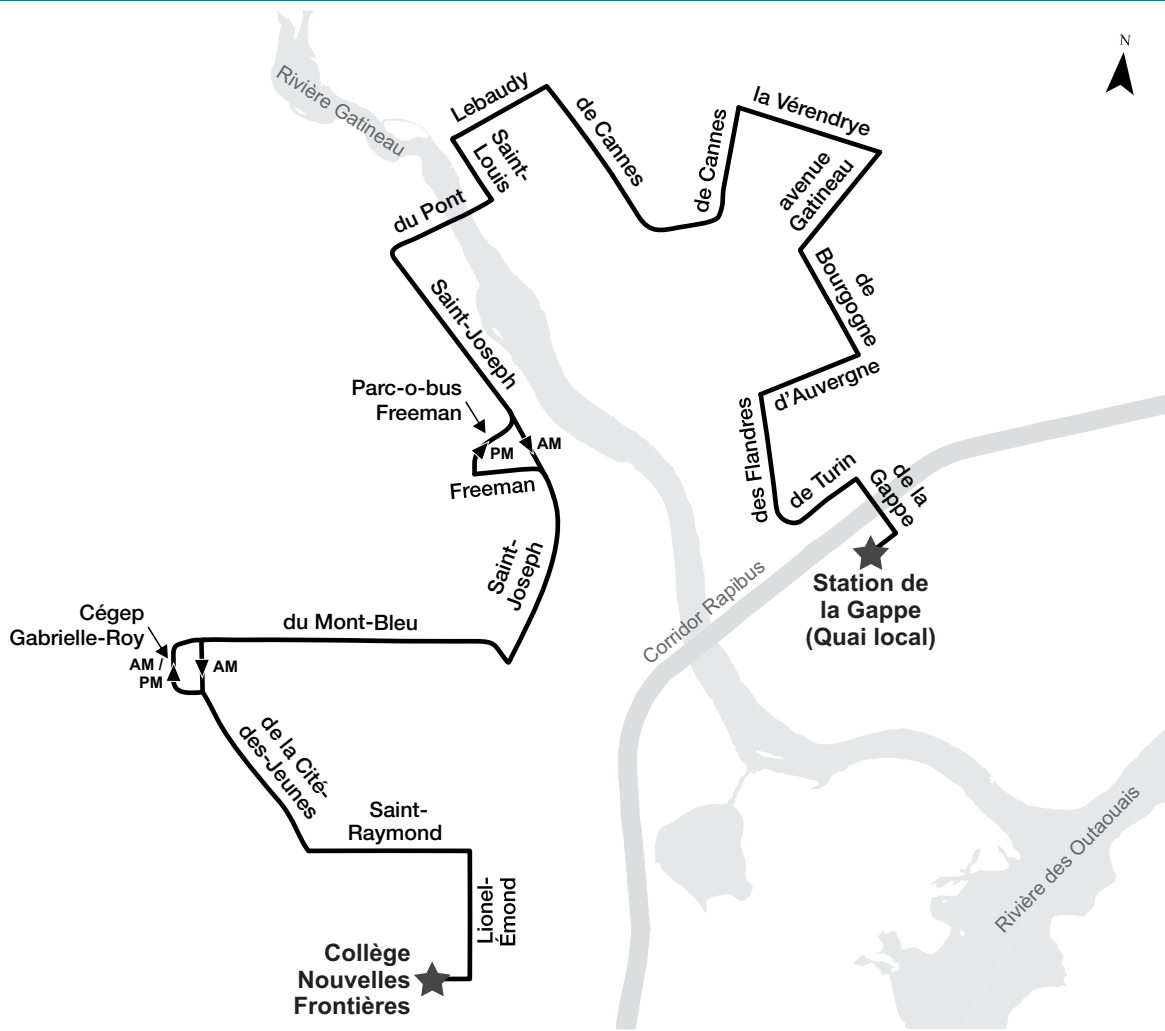 N
Rivière Gatineau
Lebaudy
Saint-
Louis
de Cannes
de Cannes
la Vérendrye
avenue
Gatineau
du Pont
Saint-Joseph
de
Bourgogne
d'Auvergne
Parc-o-bus
Freeman
AM
PM
Freeman
des Flandres
de Turin
de la
Gappe
Station de
la Gappe
(Quai local)
Saint-
Joseph
Corridor Rapibus
Cégep
Gabrielle-Roy
du Mont-Bleu
AM /
PM
AM
de la Cité-
des-Jeunes
Saint-
Raymond
Lionel-
Émond
Rivière des Outaouais
Collège
Nouvelles
Frontières